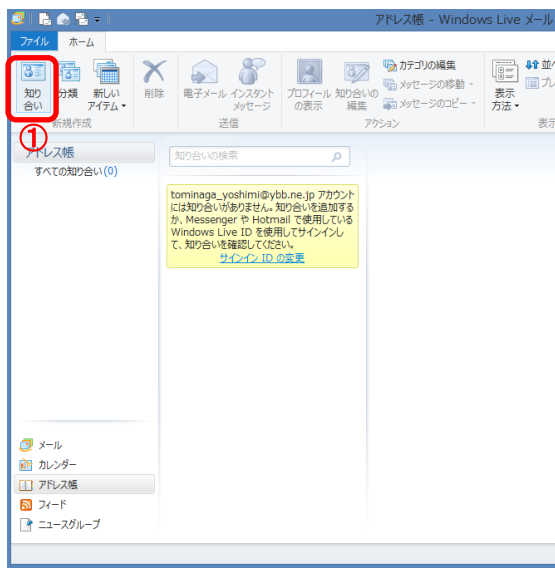 アドレス帳 - Windows Live メール
ファイル ホーム
知り合い
分類
新しいアイテム
削除
電子メール
インスタントメッセージ
プロフィールの表示
知り合いの編集
カテゴリの編集
メッセージの移動
メッセージのコピー
表示方法
並べ
プレ
新規作成
送信
アクション
表示
①
アドレス帳
すべての知り合い (0)
知り合いの検索
tominaga_yoshimi@ybb.ne.jp アカウント
には知り合いがありません。知り合いを追加する
か、Messenger や Hotmail で使用している
Windows Live ID を使用してサインインし
て、知り合いを確認してください。
サインイン ID の変更
メール
カレンダー
アドレス帳
フィード
ニュースグループ